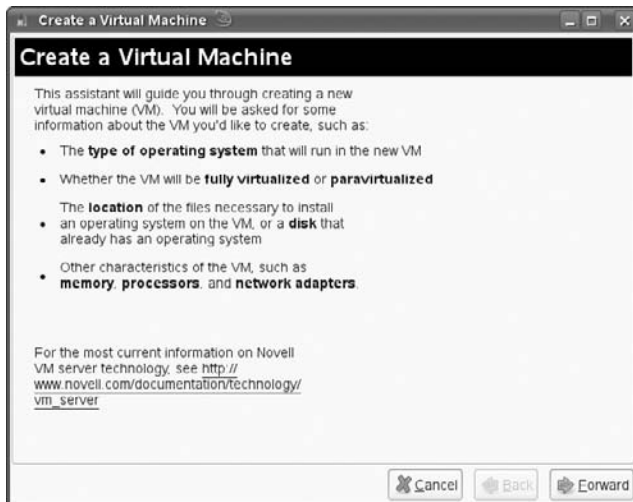 Create a Virtual Machine
Create a Virtual Machine
This assistant will guide you through creating a new
virtual machine (VM). You will be asked for some
information about the VM you'd like to create, such as:
• The type of operating system that will run in the new VM
• Whether the VM will be fully virtualized or paravirtualized
The location of the files necessary to install
• an operating system on the VM, or a disk that
already has an operating system
• Other characteristics of the VM, such as
memory, processors, and network adapters.
For the most current information on Novell
VM server technology, see http://
www.novell.com/documentation/technology/
vm_server
Cancel Back Forward